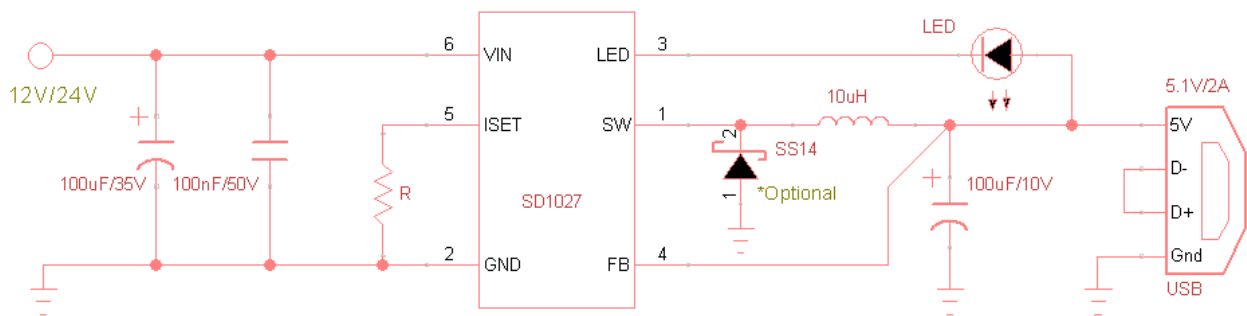 12V/24V
+
100uF/35V
100nF/50V
R
6
5
2
VIN
ISET
GND
SD1027
LED
SW
FB
3
1
4
LED
10uH
2
1
SS14
*Optional
+
100uF/10V
5.1V/2A
5V
D-
D+
Gnd
USB